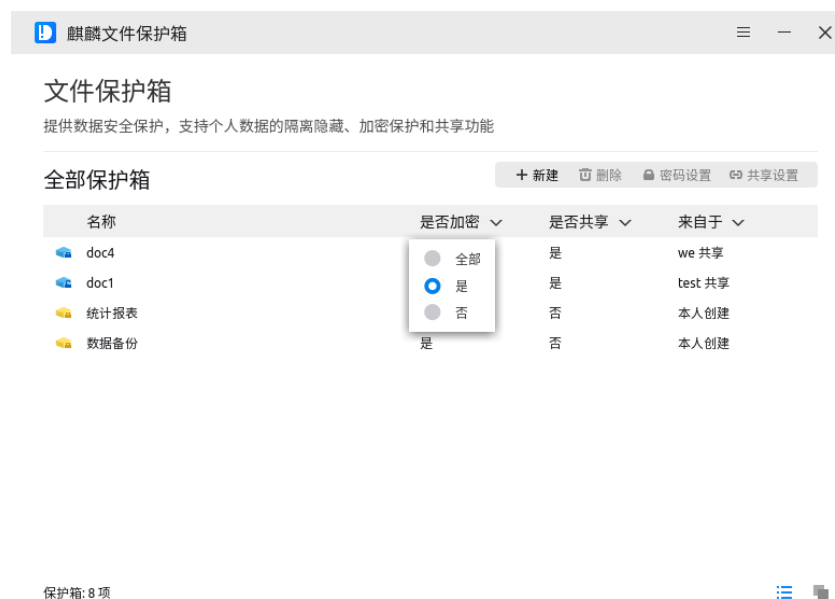 麒麟文件保护箱
文件保护箱
提供数据安全保护，支持个人数据的隔离隐藏、加密保护和共享功能
全部保护箱 新建 删除 密码设置 共享设置
名称 是否加密 是否共享 来自于
doc4 全部 是 we 共享
doc1 是 是 test 共享
统计报表 否 否 本人创建
数据备份 是 否 本人创建
保护箱: 8 项